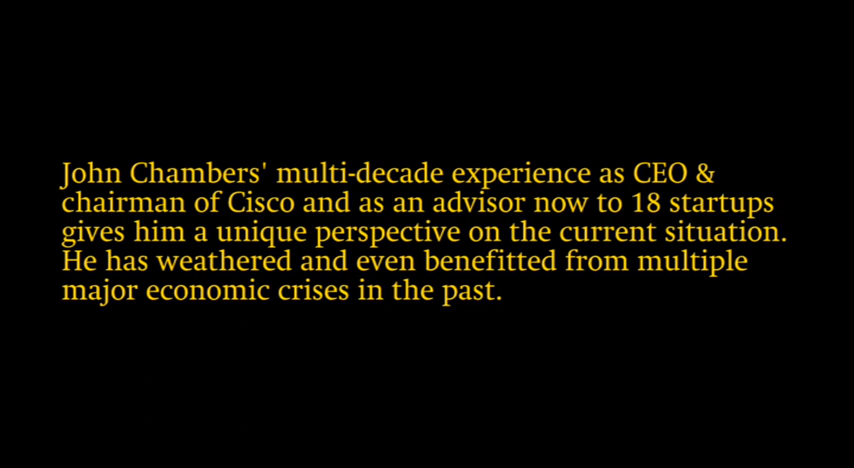 John Chambers' multi-decade experience as CEO &
chairman of Cisco and as an advisor now to 18 startups
gives him a unique perspective on the current situation.
He has weathered and even benefitted from multiple
major economic crises in the past.